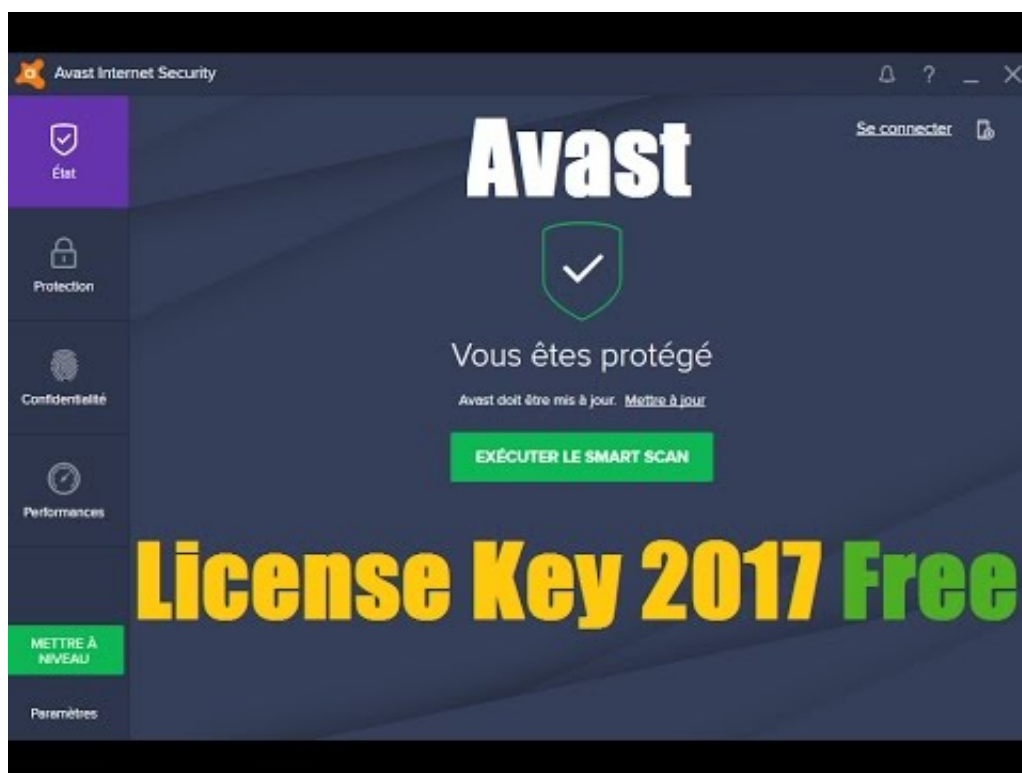 Avast Internet Security
?
Se connecter
Avast
État
Protection
Vous êtes protégé
Confidentialité
Avast doit être mis à jour. Mettre à jour
EXÉCUTER LE SMART SCAN
Performances
License Key 2017 Free
METTRE À
NIVEAU
Paramètres